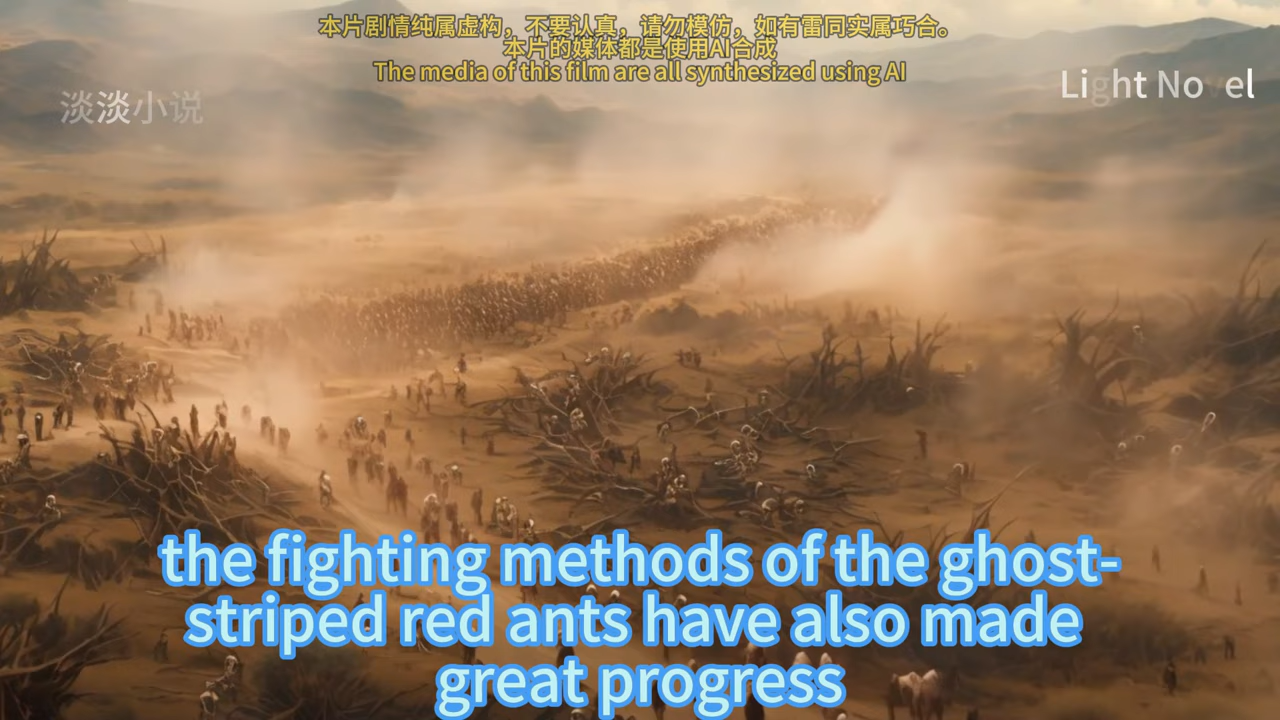 本片剧情纯属虚构，不要认真，请勿模仿，如有雷同实属巧合。
本片的媒体都是使用AI合成
The media of this film are all synthesized using AI
Light Novel
淡淡小说
the fighting methods of the ghost-
striped red ants have also made
great progress